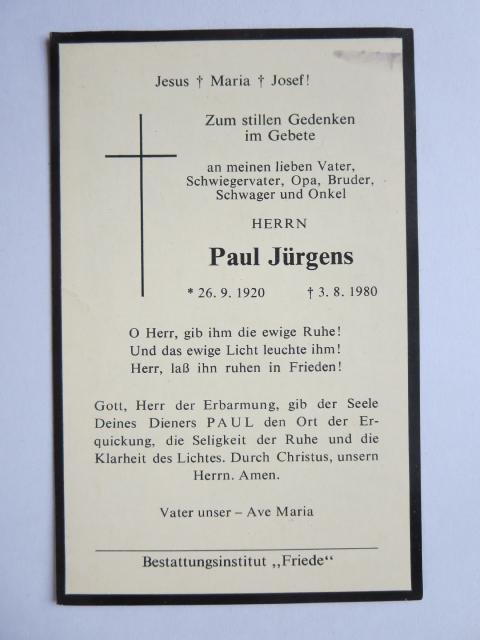 Jesus † Maria † Josef!
Zum stillen Gedenken
im Gebete
an meinen lieben Vater,
Schwiegervater, Opa, Bruder,
Schwager und Onkel
HERRN
Paul Jürgens
* 26. 9. 1920 † 3. 8. 1980
O Herr, gib ihm die ewige Ruhe!
Und das ewige Licht leuchte ihm!
Herr, laß ihn ruhen in Frieden!
Gott, Herr der Erbarmung, gib der Seele
Deines Dieners PAUL den Ort der Er-
quickung, die Seligkeit der Ruhe und die
Klarheit des Lichtes. Durch Christus, unsern
Herrn. Amen.
Vater unser – Ave Maria
Bestattungsinstitut „Friede“